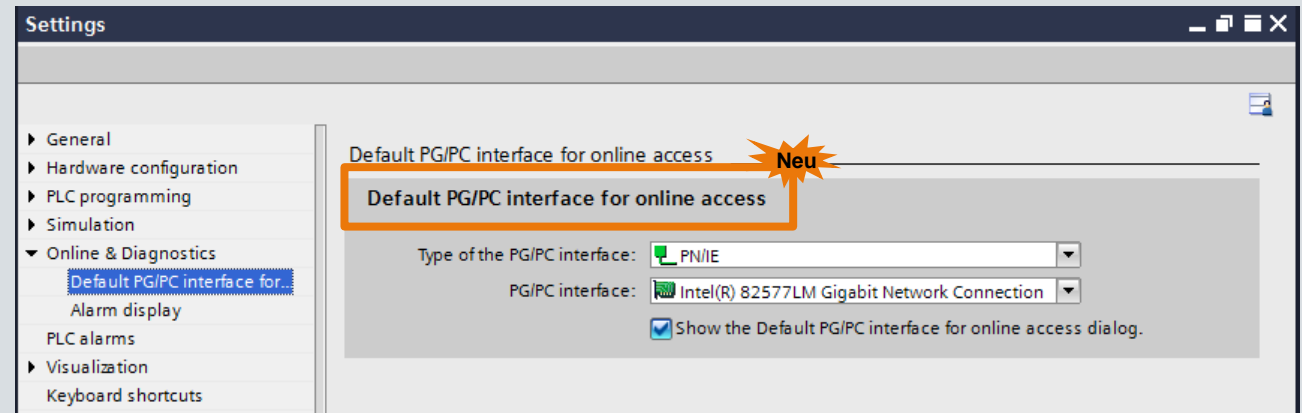 Settings
General
Hardware configuration
PLC programming
Simulation
Online & Diagnostics
Default PG/PC interface for...
Alarm display
PLC alarms
Visualization
Keyboard shortcuts
Default PG/PC interface for online access
Neu
Default PG/PC interface for online access
Type of the PG/PC interface: PN/IE
PG/PC interface: Intel(R) 82577LM Gigabit Network Connection
Show the Default PG/PC interface for online access dialog.